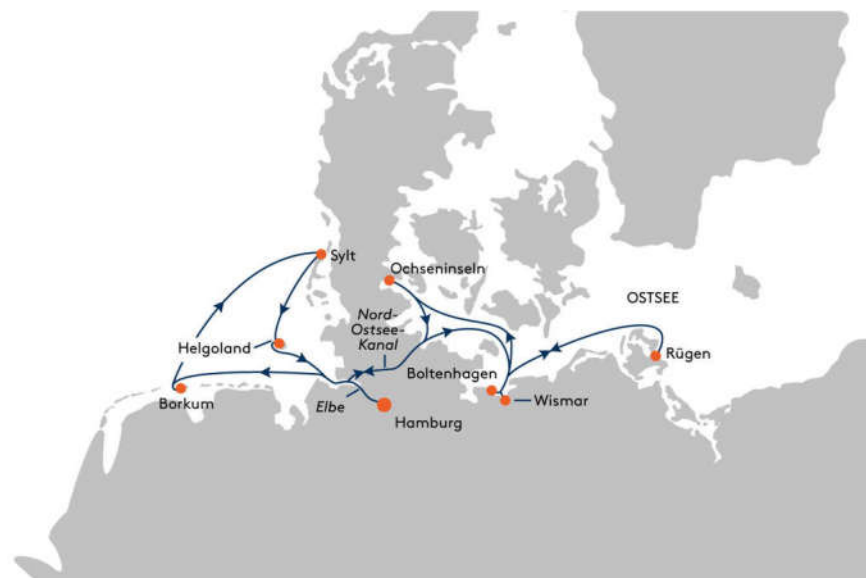 Sylt
Ochseninseln
OSTSEE
Nord-
Ostsee-
Kanal
Helgoland
Rügen
Boltenhagen
Borkum
Elbe
Wismar
Hamburg